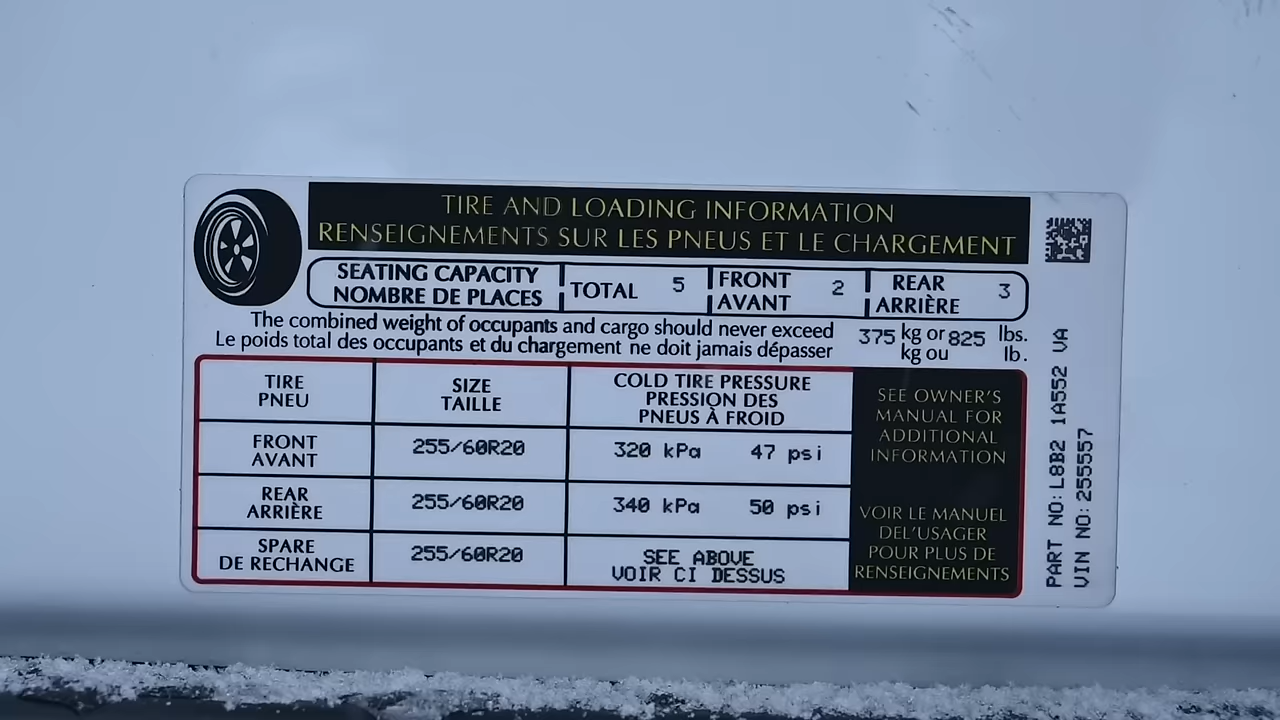 TIRE AND LOADING INFORMATION
RENSEIGNEMENTS SUR LES PNEUS ET LE CHARGEMENT
SEATING CAPACITY
NOMBRE DE PLACES
TOTAL 5
FRONT
AVANT
2
REAR
ARRIÈRE
3
The combined weight of occupants and cargo should never exceed 375 kg or 825 lbs.
Le poids total des occupants et du chargement ne doit jamais dépasser kg ou lb.
TIRE
PNEU
SIZE
TAILLE
COLD TIRE PRESSURE
PRESSION DES
PNEUS À FROID
FRONT
AVANT
255/60R20
320 kPa 47 psi
REAR
ARRIÈRE
255/60R20
340 kPa 50 psi
SPARE
DE RECHANGE
255/60R20
SEE ABOVE
VOIR CI DESSUS
SEE OWNER'S
MANUAL FOR
ADDITIONAL
INFORMATION
VOIR LE MANUEL
DEL'USAGER
POUR PLUS DE
RENSEIGNEMENTS
PART NO: L8B2 1A552 VA
VIN NO: 255557